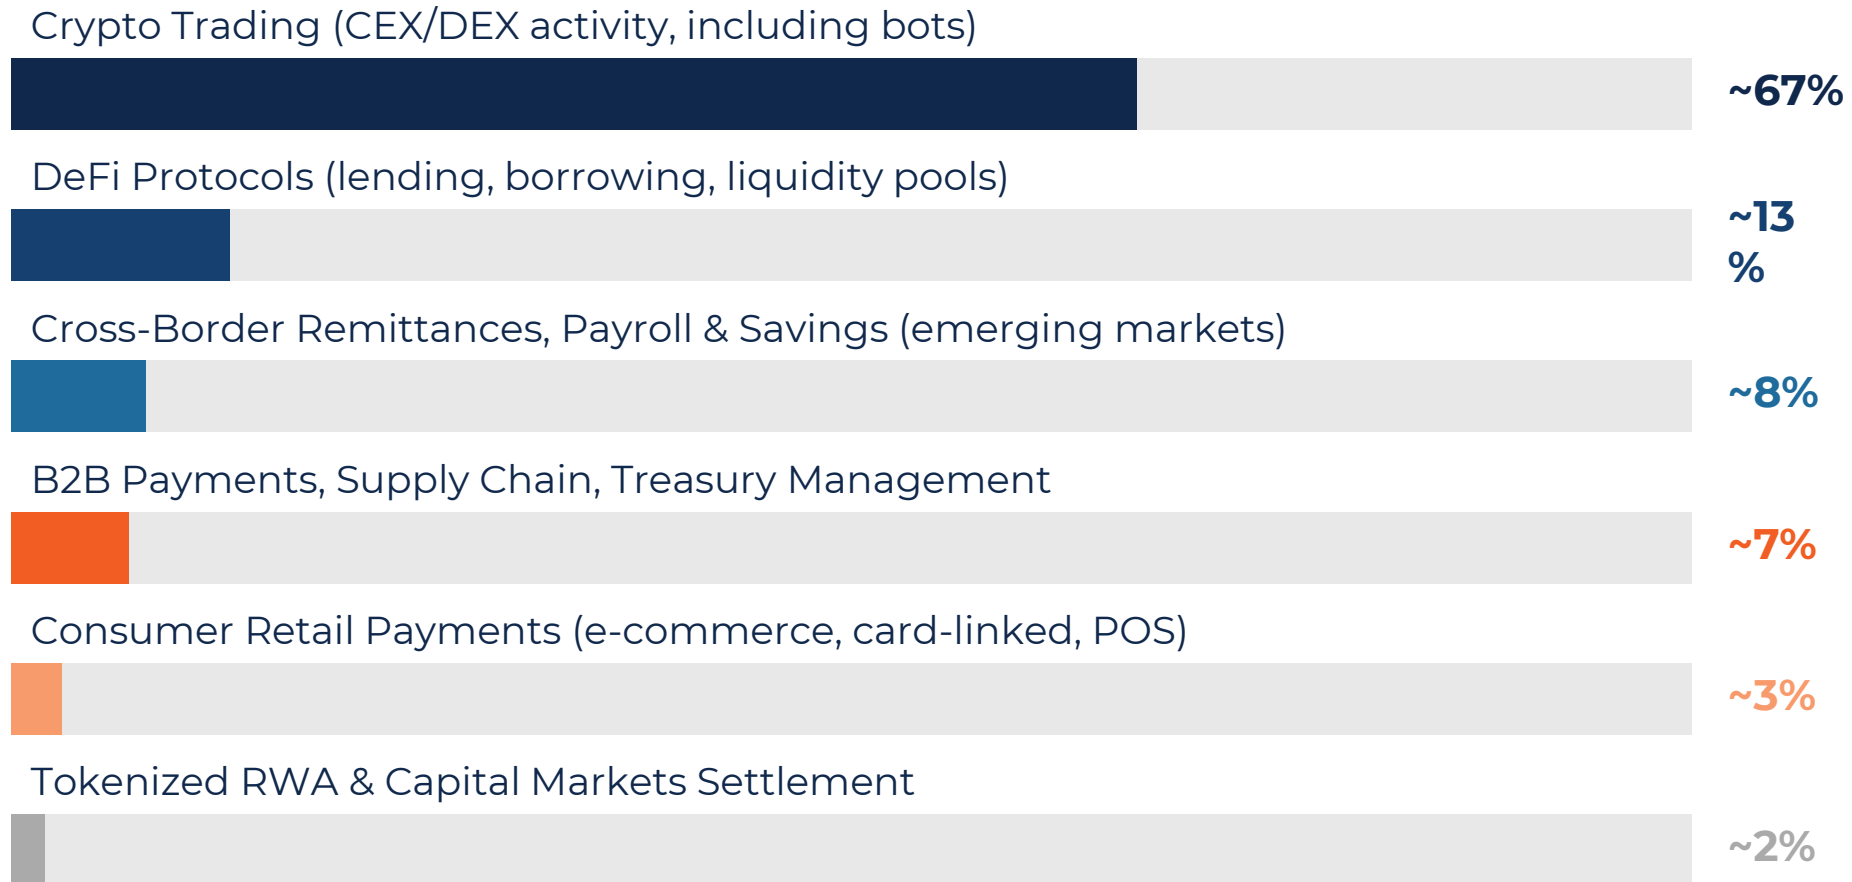 Crypto Trading (CEX/DEX activity, including bots)
~67%
DeFi Protocols (lending, borrowing, liquidity pools)
~13
%
Cross-Border Remittances, Payroll & Savings (emerging markets)
~8%
B2B Payments, Supply Chain, Treasury Management
~7%
Consumer Retail Payments (e-commerce, card-linked, POS)
~3%
Tokenized RWA & Capital Markets Settlement
~2%